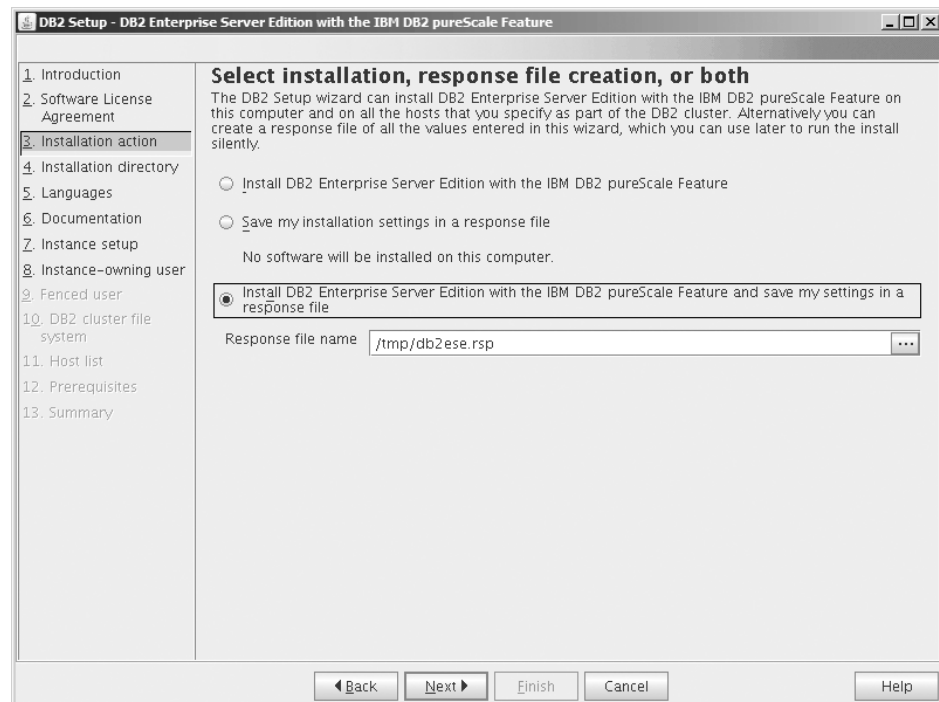 DB2 Setup - DB2 Enterprise Server Edition with the IBM DB2 pureScale Feature
1. Introduction
2. Software License
Agreement
3. Installation action
4. Installation directory
5. Languages
6. Documentation
7. Instance setup
8. Instance-owning user
9. Fenced user
10. DB2 cluster file
system
11. Host list
12. Prerequisites
13. Summary
Select installation, response file creation, or both
The DB2 Setup wizard can install DB2 Enterprise Server Edition with the IBM DB2 pureScale Feature on
this computer and on all the hosts that you specify as part of the DB2 cluster. Alternatively you can
create a response file of all the values entered in this wizard, which you can use later to run the install
silently.
Install DB2 Enterprise Server Edition with the IBM DB2 pureScale Feature
Save my installation settings in a response file
No software will be installed on this computer.
Install DB2 Enterprise Server Edition with the IBM DB2 pureScale Feature and save my settings in a
response file
Response file name /tmp/db2ese.rsp ...
Back Next Finish Cancel Help